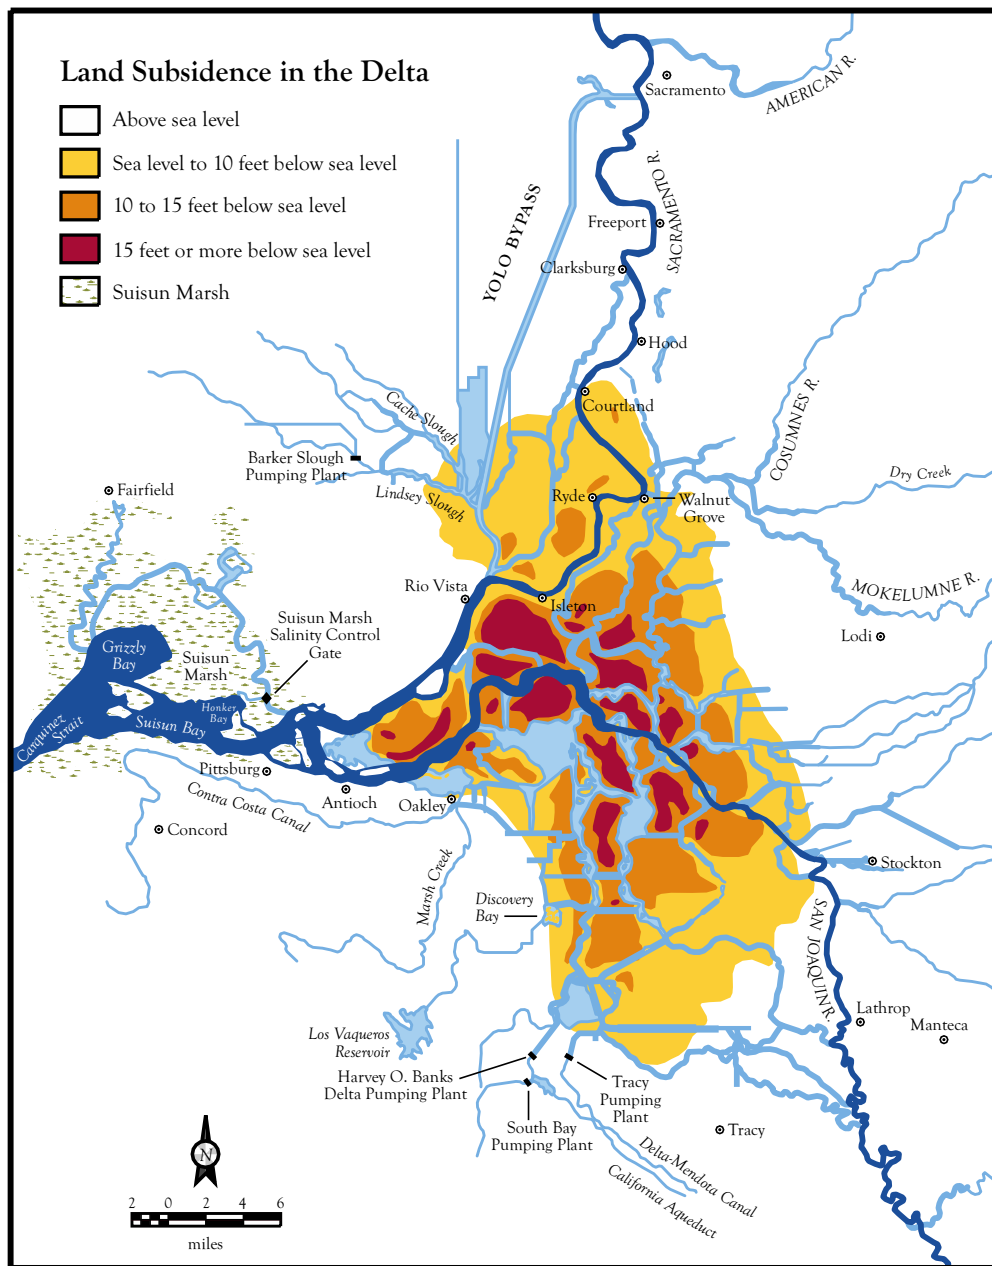 Land Subsidence in the Delta
Above sea level
Sea level to 10 feet below sea level
10 to 15 feet below sea level
15 feet or more below sea level
Suisun Marsh
Sacramento
AMERICAN R.
YOLO BYPASS
SACRAMENTO R.
Freeport
Clarksburg
Hood
Courtland
Cache Slough
COSUMNES R.
Barker Slough
Pumping Plant
Lindsey Slough
Dry Creek
Fairfield
Ryde
Walnut
Grove
MOKELUMNE R.
Rio Vista
Isleton
Suisun Marsh
Salinity Control
Gate
Lodi
Grizzly
Bay
Suisun
Marsh
Honker
Bay
Suisun Bay
Carquinez
Strait
Pittsburg
Antioch
Oakley
Contra Costa Canal
Concord
Marsh Creek
Stockton
Discovery
Bay
SAN JOAQUIN R.
Lathrop
Manteca
Los Vaqueros
Reservoir
Harvey O. Banks
Delta Pumping Plant
Tracy
Pumping
Plant
South Bay
Pumping Plant
Tracy
Delta-Mendota Canal
California Aqueduct
N
2 0 2 4 6
miles